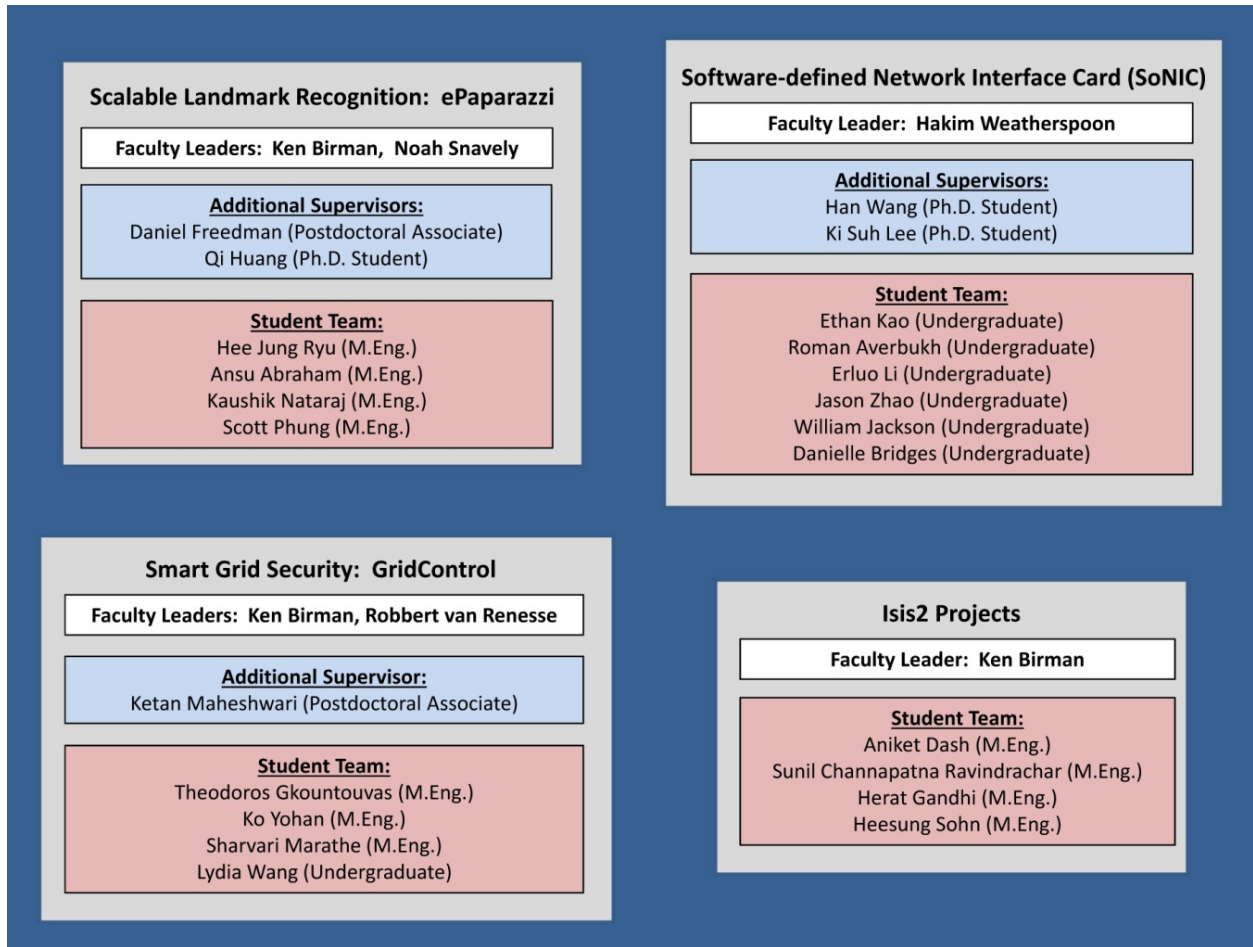 Scalable Landmark Recognition: ePaparazzi
Faculty Leaders: Ken Birman, Noah Snavely
Additional Supervisors:
Daniel Freedman (Postdoctoral Associate)
Qi Huang (Ph.D. Student)
Student Team:
Hee Jung Ryu (M.Eng.)
Ansu Abraham (M.Eng.)
Kaushik Nataraj (M.Eng.)
Scott Phung (M.Eng.)
Software-defined Network Interface Card (SoNIC)
Faculty Leader: Hakim Weatherspoon
Additional Supervisors:
Han Wang (Ph.D. Student)
Ki Suh Lee (Ph.D. Student)
Student Team:
Ethan Kao (Undergraduate)
Roman Averbukh (Undergraduate)
Erluo Li (Undergraduate)
Jason Zhao (Undergraduate)
William Jackson (Undergraduate)
Danielle Bridges (Undergraduate)
Smart Grid Security: GridControl
Faculty Leaders: Ken Birman, Robbert van Renesse
Additional Supervisor:
Ketan Maheshwari (Postdoctoral Associate)
Student Team:
Theodoros Gkountouvas (M.Eng.)
Ko Yohan (M.Eng.)
Sharvari Marathe (M.Eng.)
Lydia Wang (Undergraduate)
Isis2 Projects
Faculty Leader: Ken Birman
Student Team:
Aniket Dash (M.Eng.)
Sunil Channapatna Ravindrachar (M.Eng.)
Herat Gandhi (M.Eng.)
Heesung Sohn (M.Eng.)